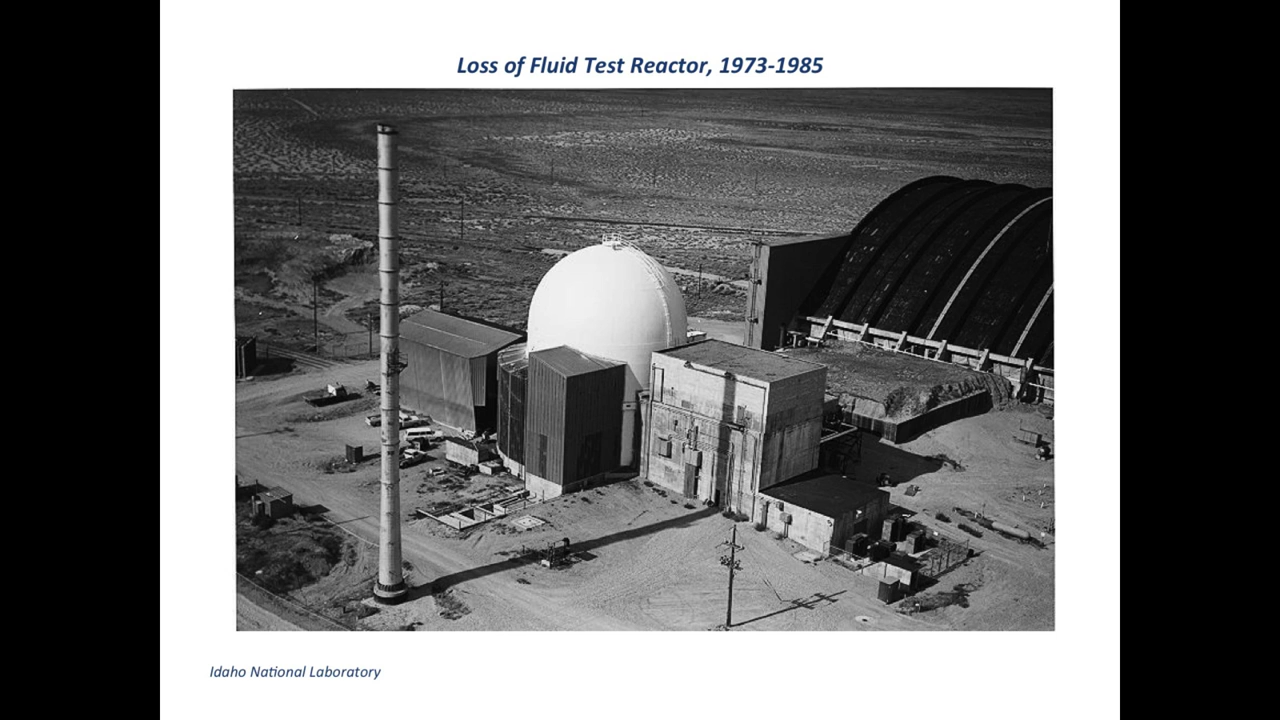 Loss of Fluid Test Reactor, 1973-1985
Idaho National Laboratory